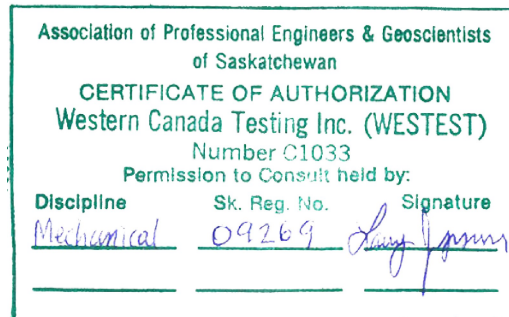 Association of Professional Engineers & Geoscientists
of Saskatchewan
CERTIFICATE OF AUTHORIZATION
Western Canada Testing Inc. (WESTEST)
Number C1033
Permission to Consult held by:
Discipline Sk. Reg. No. Signature
Mechanical 09269